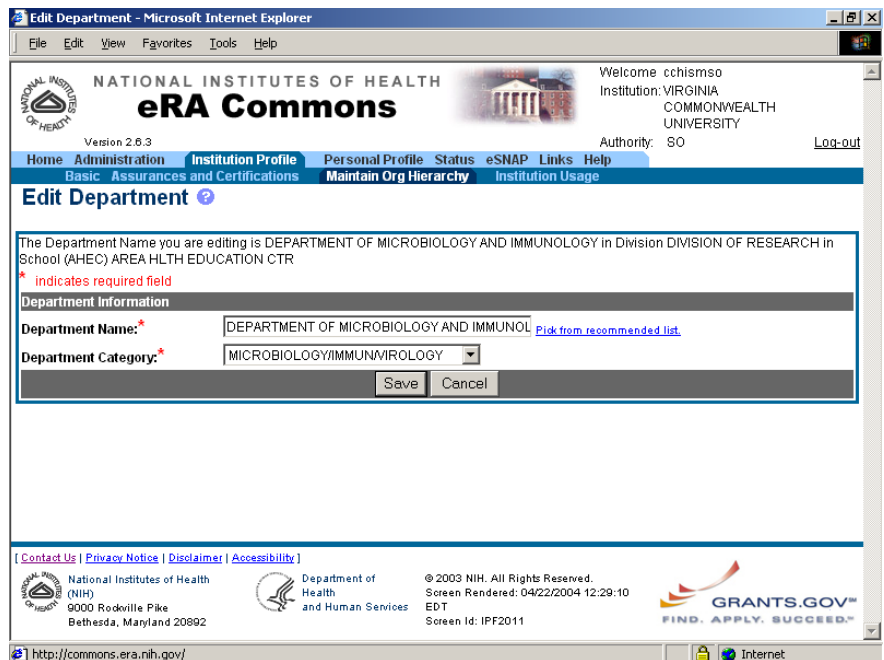 Edit Department - Microsoft Internet Explorer
File Edit View Favorites Tools Help
NATIONAL INSTITUTES OF HEALTH
eRA Commons
Version 2.6.3
Welcome cchismso
Institution: VIRGINIA
COMMONWEALTH
UNIVERSITY
Authority: SO
Log-out
Home Administration Institution Profile Personal Profile Status eSNAP Links Help
Basic Assurances and Certifications Maintain Org Hierarchy Institution Usage
Edit Department ?
The Department Name you are editing is DEPARTMENT OF MICROBIOLOGY AND IMMUNOLOGY in Division DIVISION OF RESEARCH in
School (AHEC) AREA HLTH EDUCATION CTR
* indicates required field
Department Information
Department Name:* DEPARTMENT OF MICROBIOLOGY AND IMMUNOL Pick from recommended list.
Department Category:* MICROBIOLOGY/IMMUN/VIROLOGY
Save Cancel
[ Contact Us | Privacy Notice | Disclaimer | Accessibility ]
National Institutes of Health
(NIH)
9000 Rockville Pike
Bethesda, Maryland 20892
Department of
Health
and Human Services
© 2003 NIH. All Rights Reserved.
Screen Rendered: 04/22/2004 12:29:10
EDT
Screen Id: IPF2011
GRANTS.GOV℠
FIND. APPLY. SUCCEED.℠
http://commons.era.nih.gov/
Internet